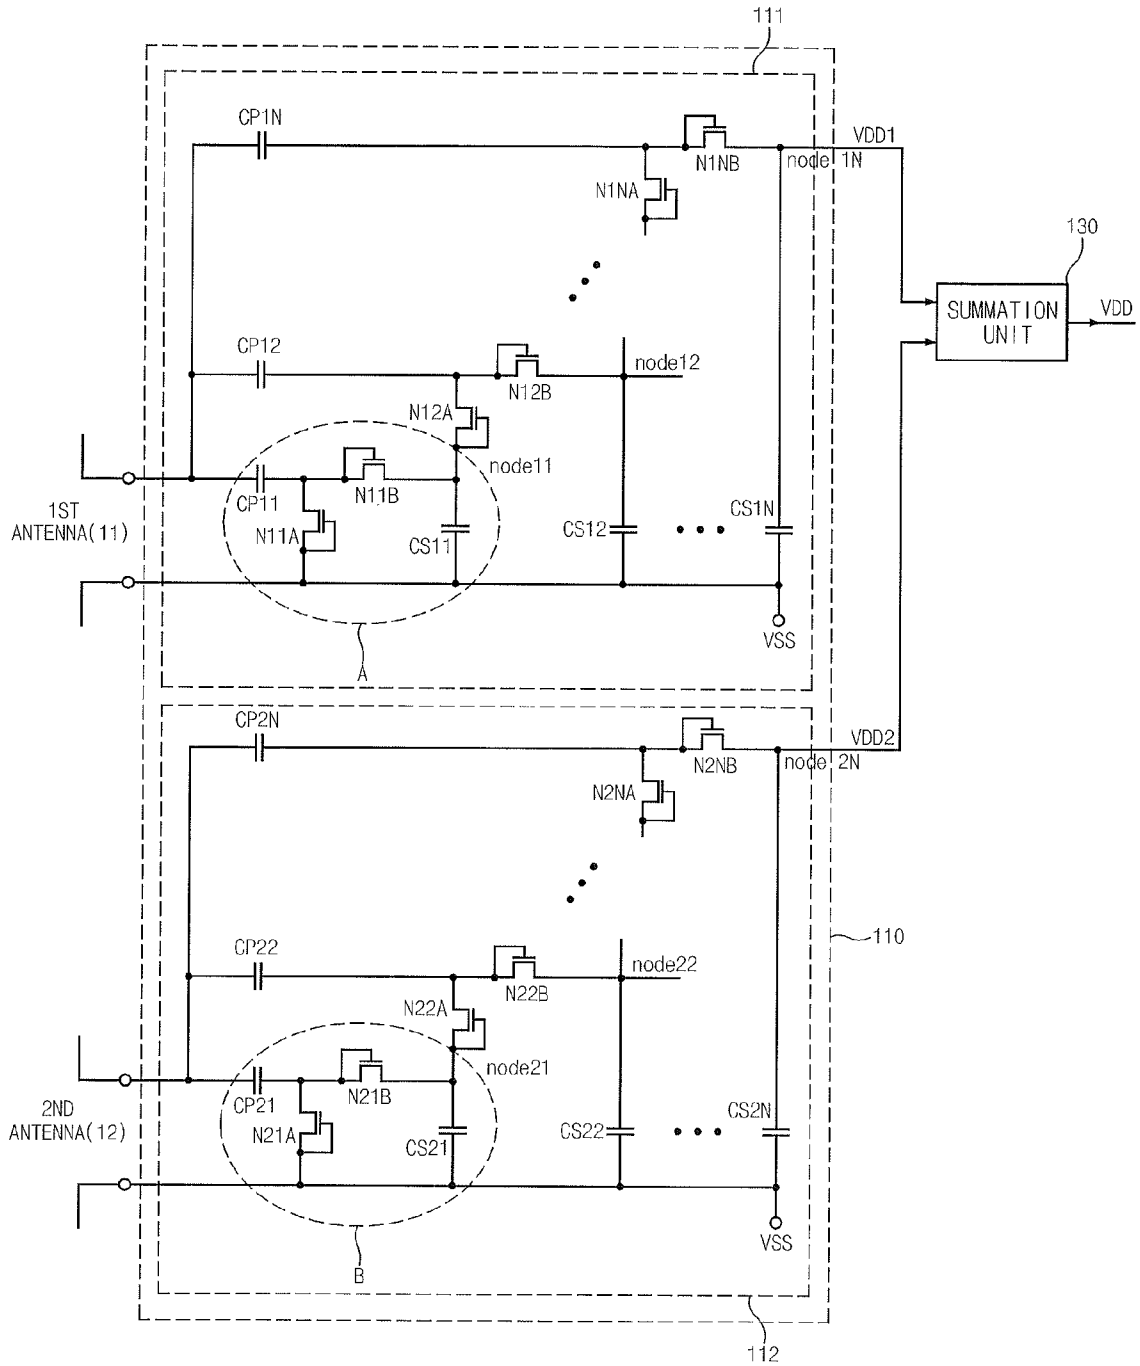 111
CP1N
VDD1
N1NB
node 1N
N1NA
130
SUMMATION
UNIT
VDD
CP12
node12
N12B
N12A
node11
CP11
N11B
1ST
ANTENNA(11)
N11A
CS11
CS12
CS1N
VSS
A
CP2N
VDD2
N2NB
node 2N
N2NA
110
CP22
node22
N22B
N22A
node21
CP21
N21B
2ND
ANTENNA(12)
N21A
CS21
CS22
CS2N
VSS
B
112